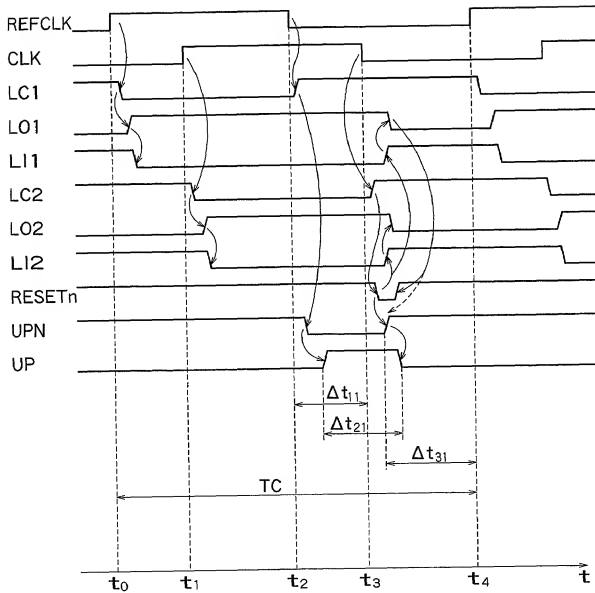 REFCLK
CLK
LC1
LO1
LI1
LC2
LO2
LI2
RESETn
UPN
UP
Δt11
Δt21
Δt31
TC
t0 t1 t2 t3 t4 t